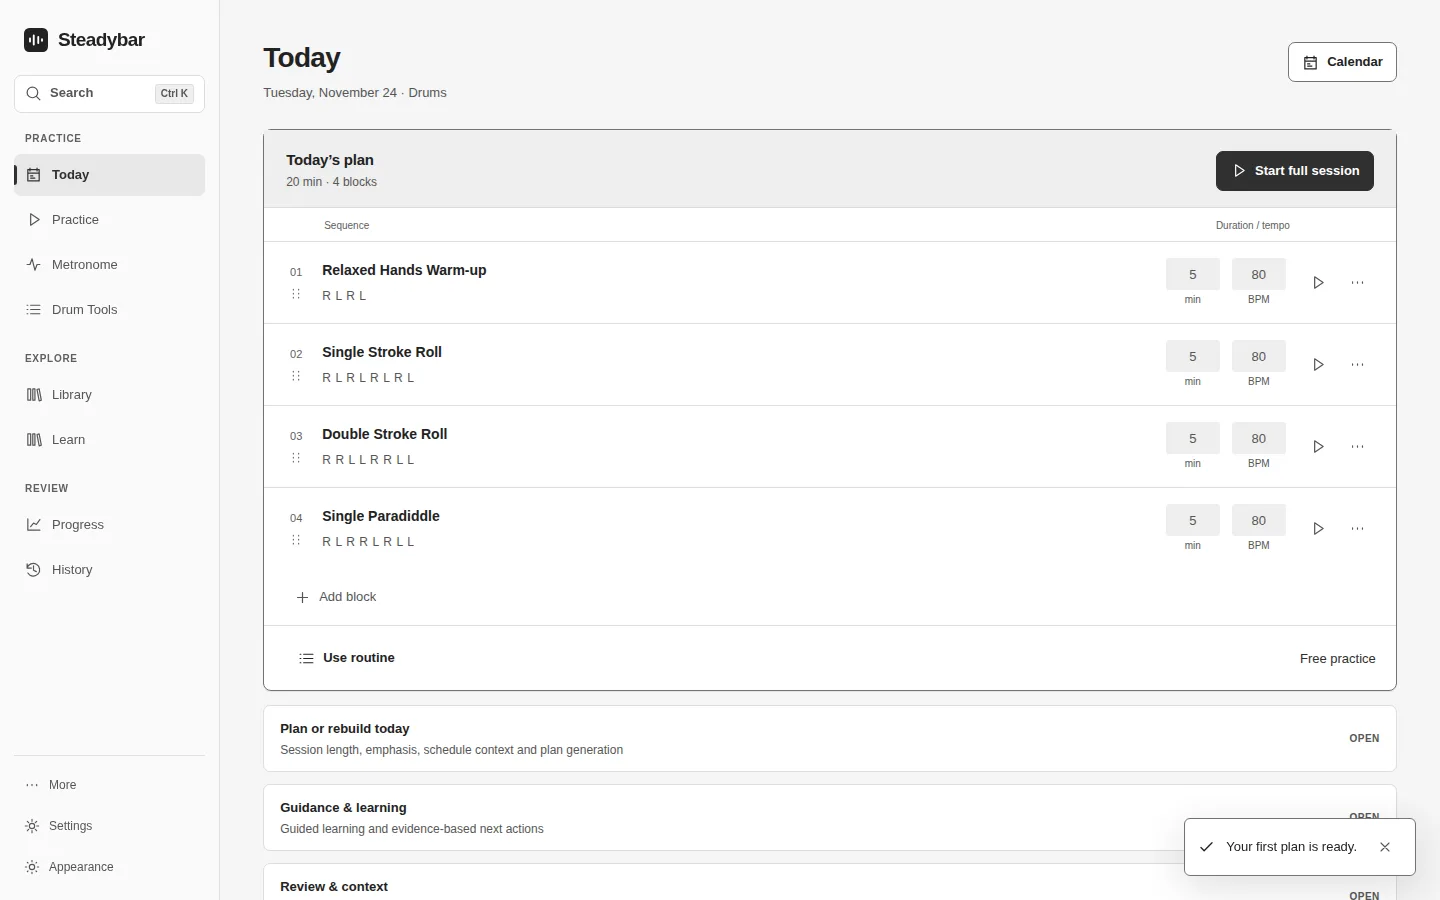 Steadybar
Search Ctrl K
PRACTICE
Today
Practice
Metronome
Drum Tools
EXPLORE
Library
Learn
REVIEW
Progress
History
More
Settings
Appearance
Today
Tuesday, November 24 · Drums
Calendar
Today’s plan
20 min · 4 blocks
Start full session
Sequence Duration / tempo
01 Relaxed Hands Warm-up
R L R L
5 min 80 BPM
02 Single Stroke Roll
R L R L R L R L
5 min 80 BPM
03 Double Stroke Roll
R R L L R R L L
5 min 80 BPM
04 Single Paradiddle
R L R R L R L L
5 min 80 BPM
Add block
Use routine Free practice
Plan or rebuild today
Session length, emphasis, schedule context and plan generation
OPEN
Guidance & learning
Guided learning and evidence-based next actions
OPEN
Review & context
OPEN
Your first plan is ready.